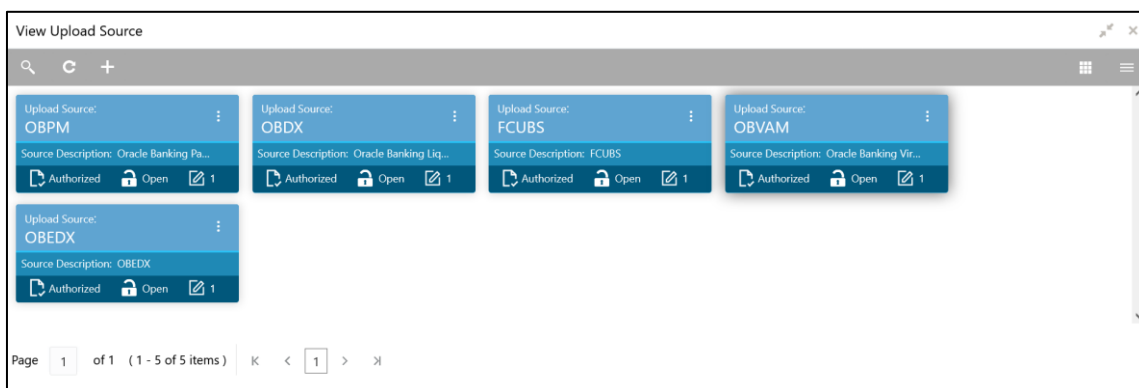 View Upload Source
Upload Source:
OBPM
Source Description: Oracle Banking Pa...
Authorized Open 1
Upload Source:
OBDX
Source Description: Oracle Banking Liq...
Authorized Open 1
Upload Source:
FCUBS
Source Description: FCUBS
Authorized Open 1
Upload Source:
OBVAM
Source Description: Oracle Banking Vir...
Authorized Open 1
Upload Source:
OBEDX
Source Description: OBEDX
Authorized Open 1
Page 1 of 1 ( 1 - 5 of 5 items ) 1